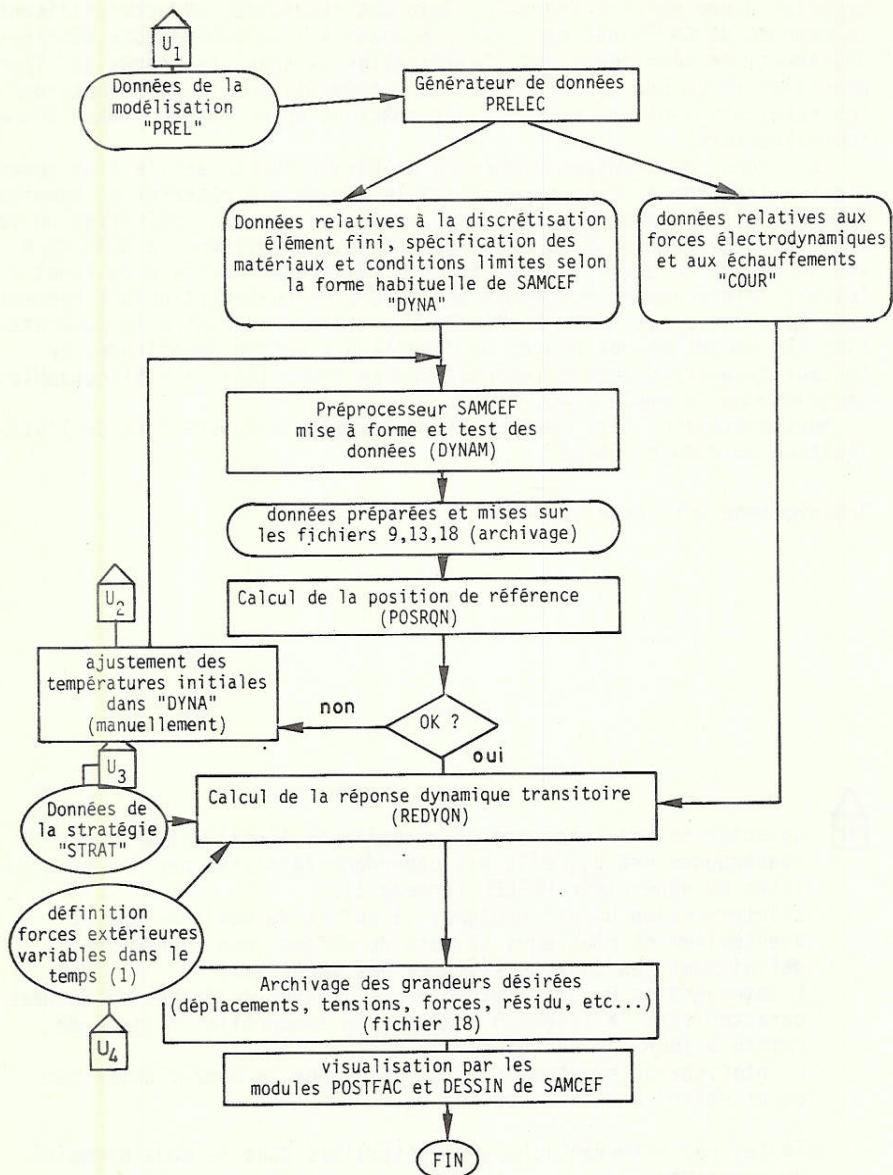 U1
Données de la
modélisation
"PREL"
Générateur de données
PRELEC
Données relatives à la discrétisation
élément fini, spécification des
matériaux et conditions limites selon
la forme habituelle de SAMCEF
"DYNA"
données relatives aux
forces électrodynamiques
et aux échauffements
"COUR"
Préprocesseur SAMCEF
mise à forme et test des
données (DYNAM)
données préparées et mises sur
les fichiers 9,13,18 (archivage)
U2
Calcul de la position de référence
(POSRQN)
ajustement des
températures initiales
dans "DYNA"
(manuellement)
non
OK ?
oui
U3
Données de
la stratégie
"STRAT"
Calcul de la réponse dynamique transitoire
(REDYQN)
définition
forces extérieures
variables dans le
temps (1)
U4
Archivage des grandeurs désirées
(déplacements, tensions, forces, résidu, etc...)
(fichier 18)
visualisation par les
modules POSTFAC et DESSIN de SAMCEF
FIN